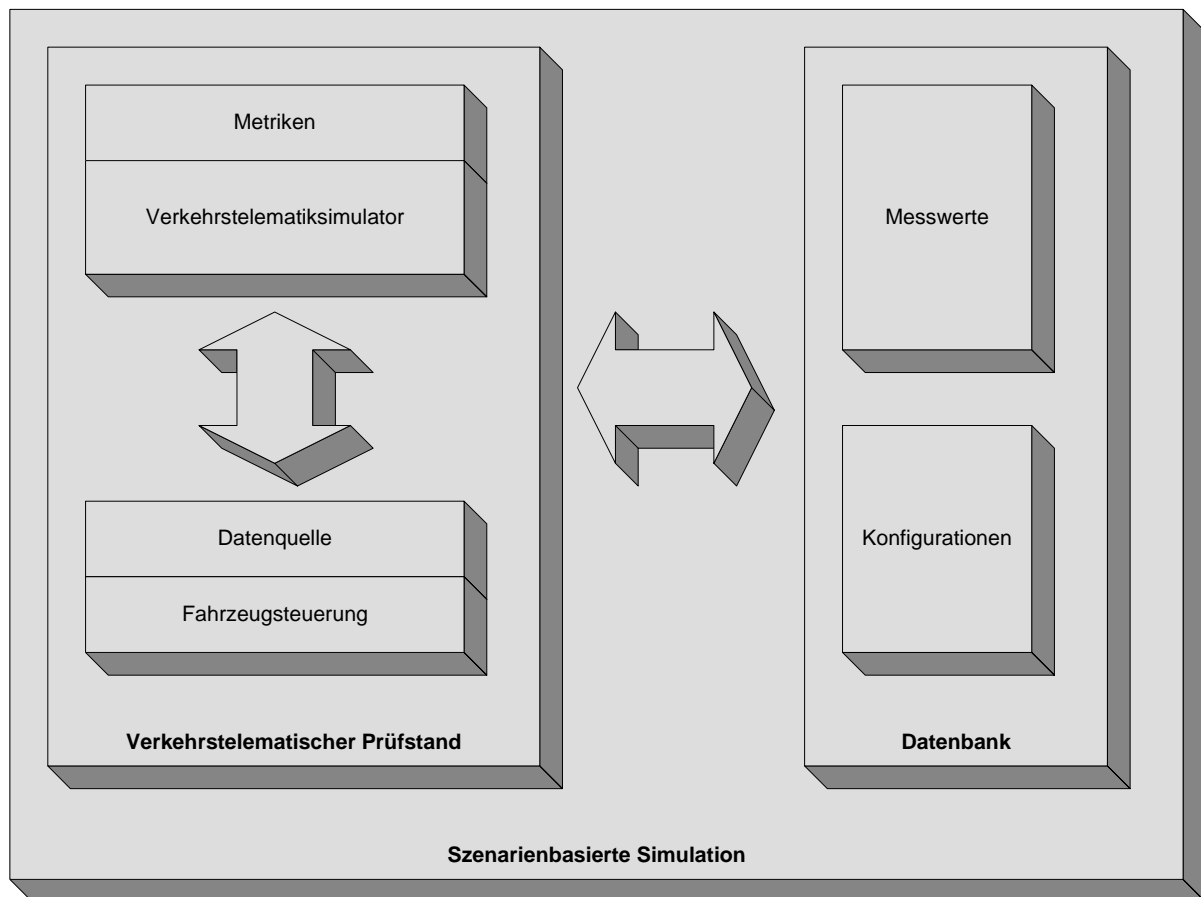 Metriken
Verkehrstelematiksimulator
Datenquelle
Fahrzeugsteuerung
Verkehrstelematischer Prüfstand
Messwerte
Konfigurationen
Datenbank
Szenarienbasierte Simulation